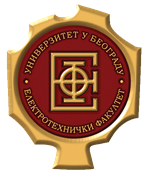 УНИВЕРЗИТЕТ У БЕОГРАДУ
ЕЛЕКТРОТЕХНИЧКИ ФАКУЛТЕТ